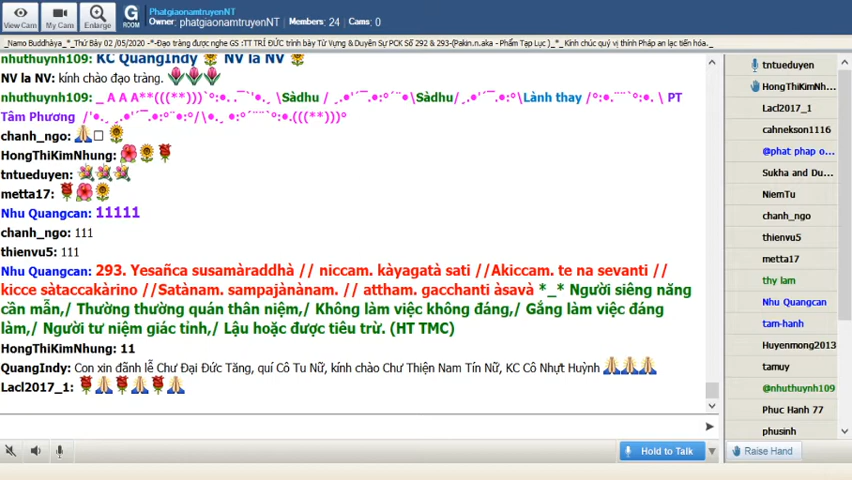 View Cam
My Cam
Enlarge
G
ROOM
PhatgiaonamtruyenNT
Owner: phatgiaonamtruyenNT | Members: 24 | Cams: 0
_Namo Buddhàya_*_Thứ Bảy 02 /05/2020 -*-Đạo tràng được nghe GS :TT TRÍ ĐỨC trình bày Từ Vựng & Duyên Sự PCK Số 292 & 293-(Pakin.n.aka - Phẩm Tạp Lục )_*_ Kính chúc quý vị thính Pháp an lạc tiến hóa._
nhuthuynh109: KC QuangIndy NV la NV
NV la NV: kính chào đạo tràng.
nhuthuynh109: Sàdhu / Sàdhu/ Lành thay / PT
Tâm Phương
chanh_ngo:
HongThiKimNhung:
tntueduyen:
metta17:
Nhu Quangcan: 11111
chanh_ngo: 111
thienvu5: 111
Nhu Quangcan: 293. Yesañca susamàraddhà // niccam. kàyagatà sati //Akiccam. te na sevanti //
kicce sàtaccakàrino //Satànam. sampajànànam. // attham. gacchanti àsavà *_* Người siêng năng
cần mẫn,/ Thường thường quán thân niệm,/ Không làm việc không đáng,/ Gắng làm việc đáng
làm,/ Người tư niệm giác tỉnh,/ Lậu hoặc được tiêu trừ. (HT TMC)
HongThiKimNhung: 11
QuangIndy: Con xin đảnh lễ Chư Đại Đức Tăng, quí Cô Tu Nữ, kính chào Chư Thiện Nam Tín Nữ, KC Cô Nhựt Huỳnh
Lacl2017_1:
tntueduyen
HongThiKimNh...
Lacl2017_1
cahnekson1116
@phat phap o...
Sukha and Du...
NiemTu
chanh_ngo
thienvu5
metta17
thy lam
Nhu Quangcan
tam-hanh
Huyenmong2013
tamuy
@nhuthuynh109
Phuc Hanh 77
phusinh
Hold to Talk
Raise Hand